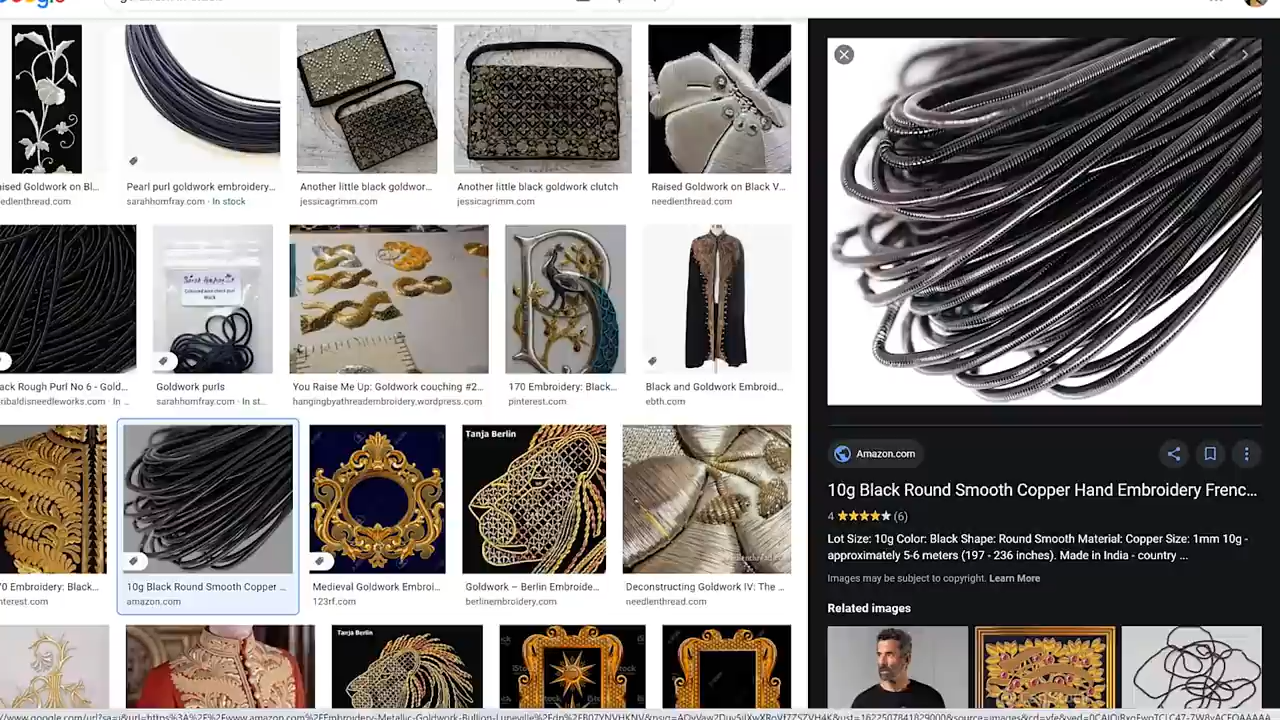 ised Goldwork on Bl...
edlenthread.com
Pearl purl goldwork embroidery...
sarahhomfray.com · In stock
Another little black goldwor...
jessicagrimm.com
Another little black goldwork clutch
jessicagrimm.com
Raised Goldwork on Black V...
needlenthread.com
ack Rough Purl No 6 - Gold...
ribaldisneedleworks.com · In ...
Goldwork purls
sarahhomfray.com · In st...
You Raise Me Up: Goldwork couching #2...
hangingbyathreadembroidery.wordpress.com
170 Embroidery: Black...
pinterest.com
Black and Goldwork Embroid...
ebth.com
Tanja Berlin
70 Embroidery: Black...
nterest.com
10g Black Round Smooth Copper ...
amazon.com
Medieval Goldwork Embroi...
123rf.com
Goldwork – Berlin Embroide...
berlinembroidery.com
Deconstructing Goldwork IV: The ...
needlenthread.com
Tanja Berlin
iStock
Amazon.com
10g Black Round Smooth Copper Hand Embroidery Frenc...
4 ★★★★★ (6)
Lot Size: 10g Color: Black Shape: Round Smooth Material: Copper Size: 1mm 10g -
approximately 5-6 meters (197 - 236 inches). Made in India - country ...
Images may be subject to copyright. Learn More
Related images